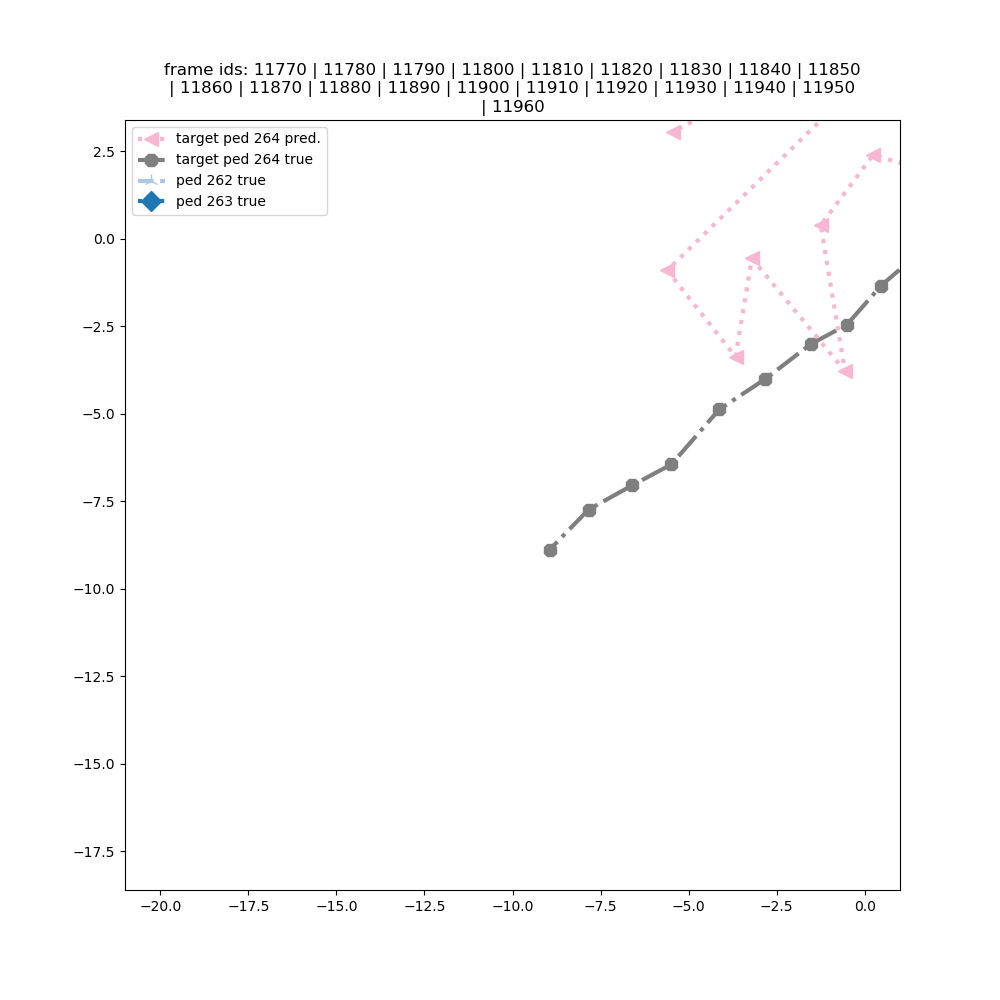 frame ids: 11770 | 11780 | 11790 | 11800 | 11810 | 11820 | 11830 | 11840 | 11850
| 11860 | 11870 | 11880 | 11890 | 11900 | 11910 | 11920 | 11930 | 11940 | 11950
| 11960
target ped 264 pred.
target ped 264 true
ped 262 true
ped 263 true
2.5
0.0
−2.5
−5.0
−7.5
−10.0
−12.5
−15.0
−17.5
−20.0 −17.5 −15.0 −12.5 −10.0 −7.5 −5.0 −2.5 0.0